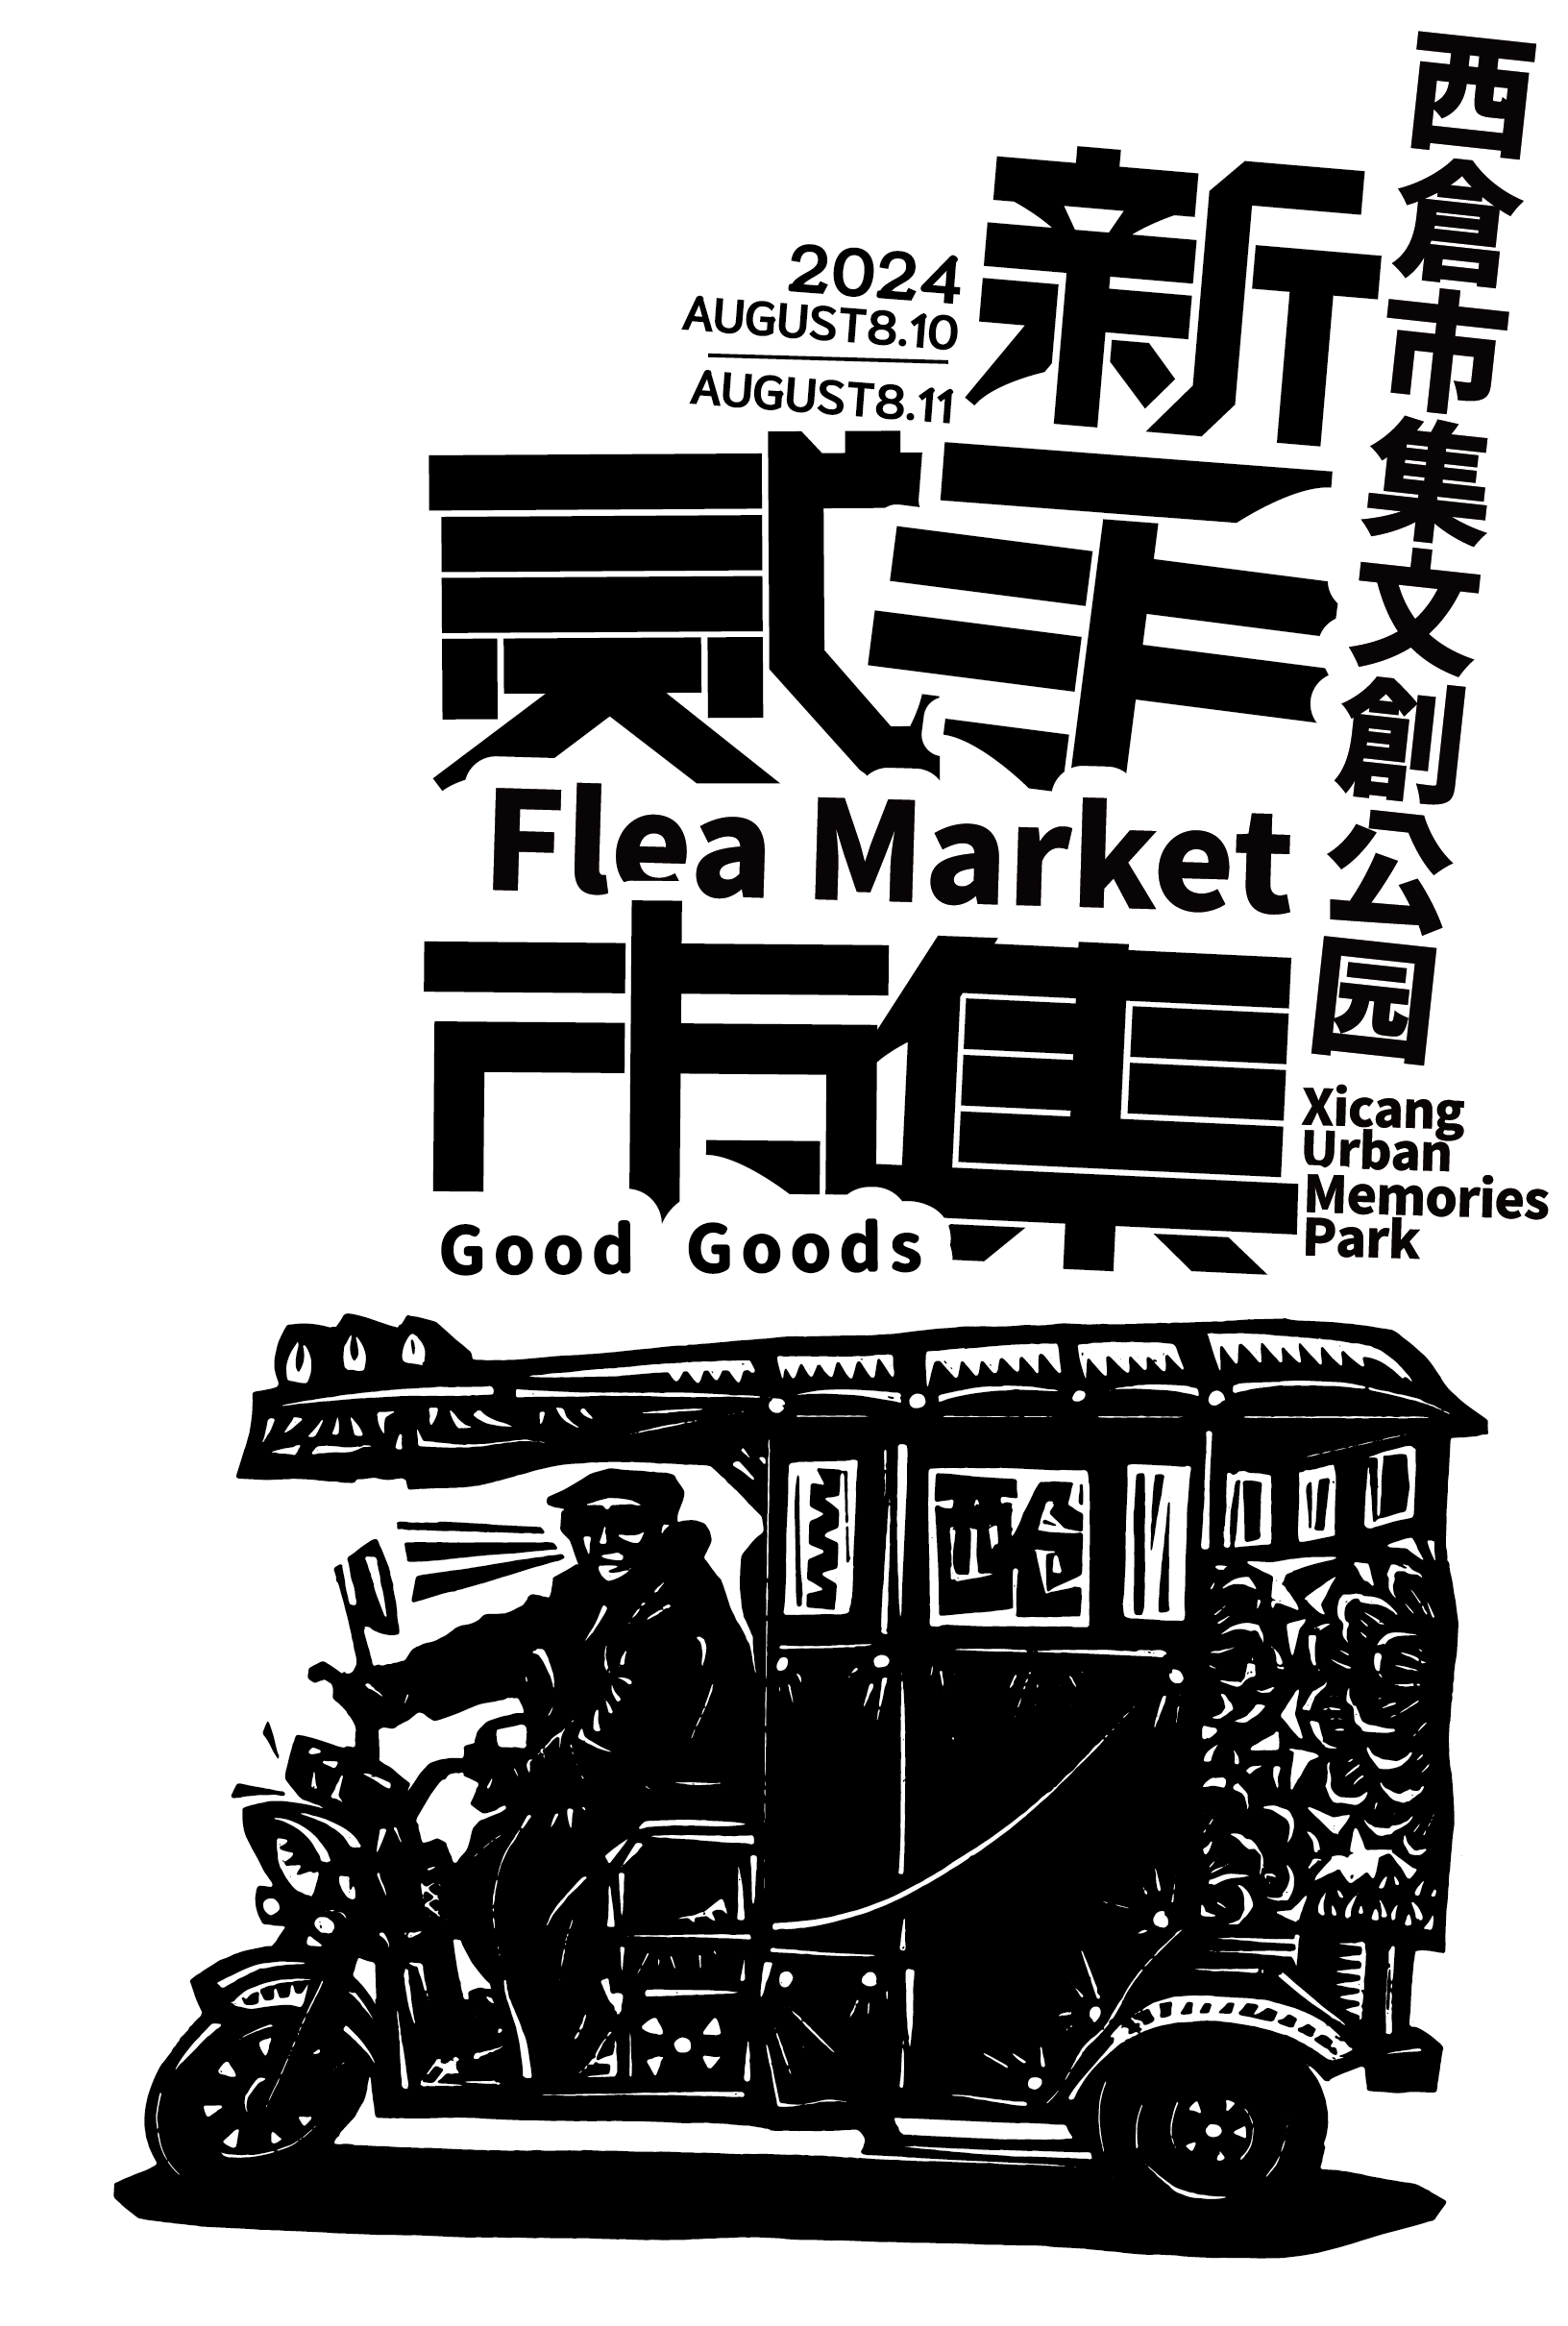 西倉市集文創公园
新
2024
AUGUST8.10
AUGUST8.11
貳手
Flea Market
市集
Xicang
Urban
Memories
Park
Good Goods